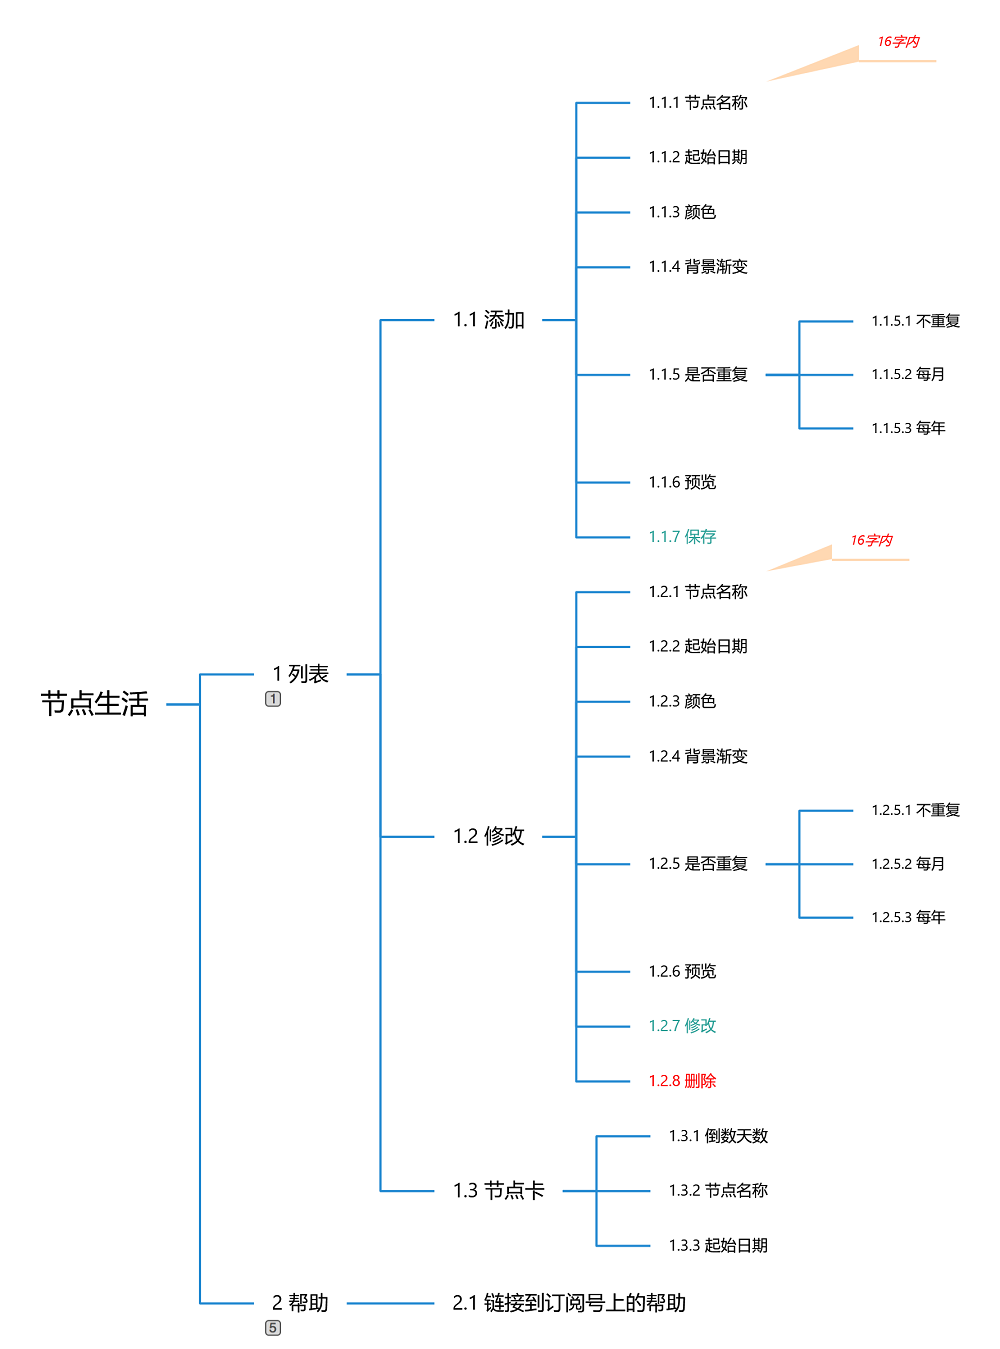 节点生活
1 列表
1
1.1 添加
16字内
1.1.1 节点名称
1.1.2 起始日期
1.1.3 颜色
1.1.4 背景渐变
1.1.5 是否重复
1.1.5.1 不重复
1.1.5.2 每月
1.1.5.3 每年
1.1.6 预览
1.1.7 保存
1.2 修改
16字内
1.2.1 节点名称
1.2.2 起始日期
1.2.3 颜色
1.2.4 背景渐变
1.2.5 是否重复
1.2.5.1 不重复
1.2.5.2 每月
1.2.5.3 每年
1.2.6 预览
1.2.7 修改
1.2.8 删除
1.3 节点卡
1.3.1 倒数天数
1.3.2 节点名称
1.3.3 起始日期
2 帮助
5
2.1 链接到订阅号上的帮助